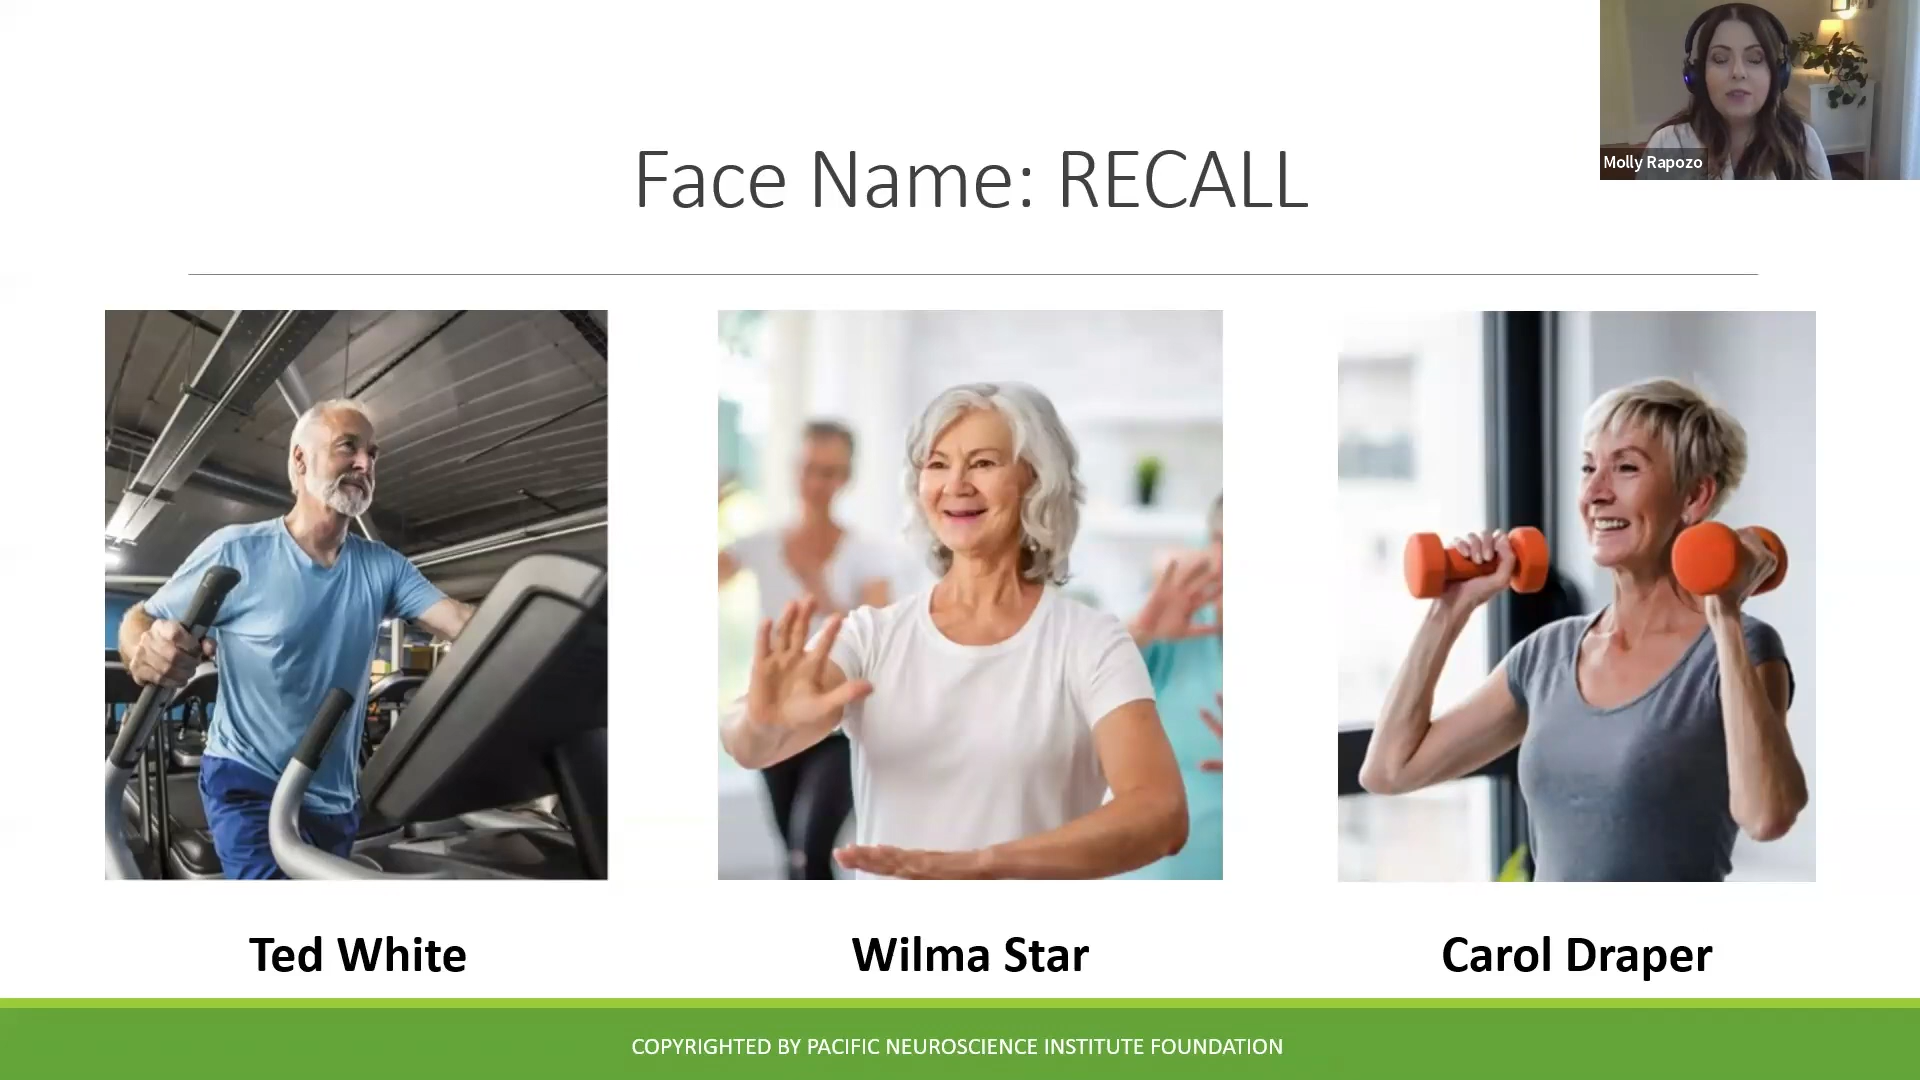 Face Name: RECALL
Molly Rapozo
Ted White
Wilma Star
Carol Draper
COPYRIGHTED BY PACIFIC NEUROSCIENCE INSTITUTE FOUNDATION